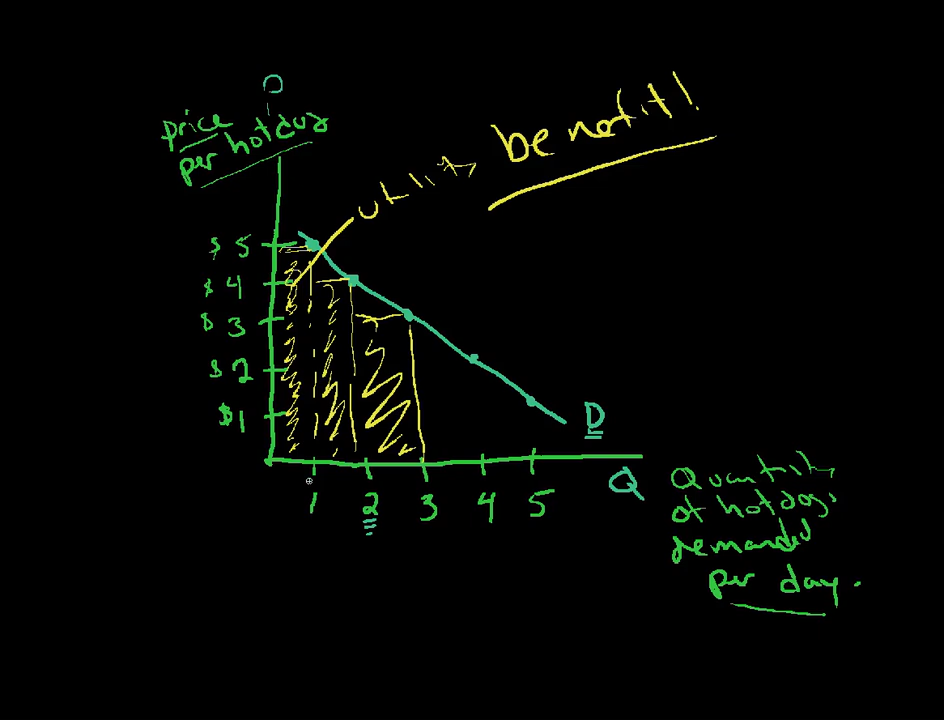 P
price
per hotdog
utility
benefit!
$5
$4
$3
$2
$1
D
1 2 3 4 5
Q
Quantity
of hotdogs
demanded
per day.